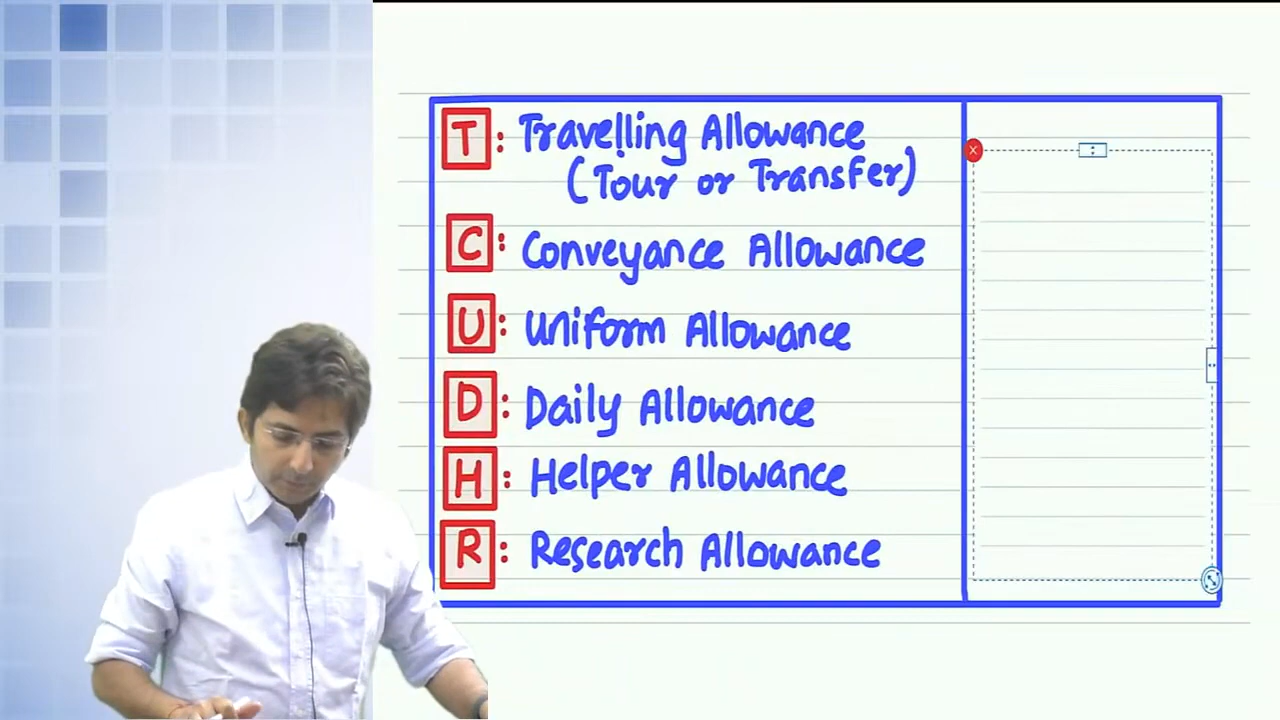 T : Travelling Allowance
(Tour or Transfer)
C : Conveyance Allowance
U : Uniform Allowance
D : Daily Allowance
H : Helper Allowance
R : Research Allowance